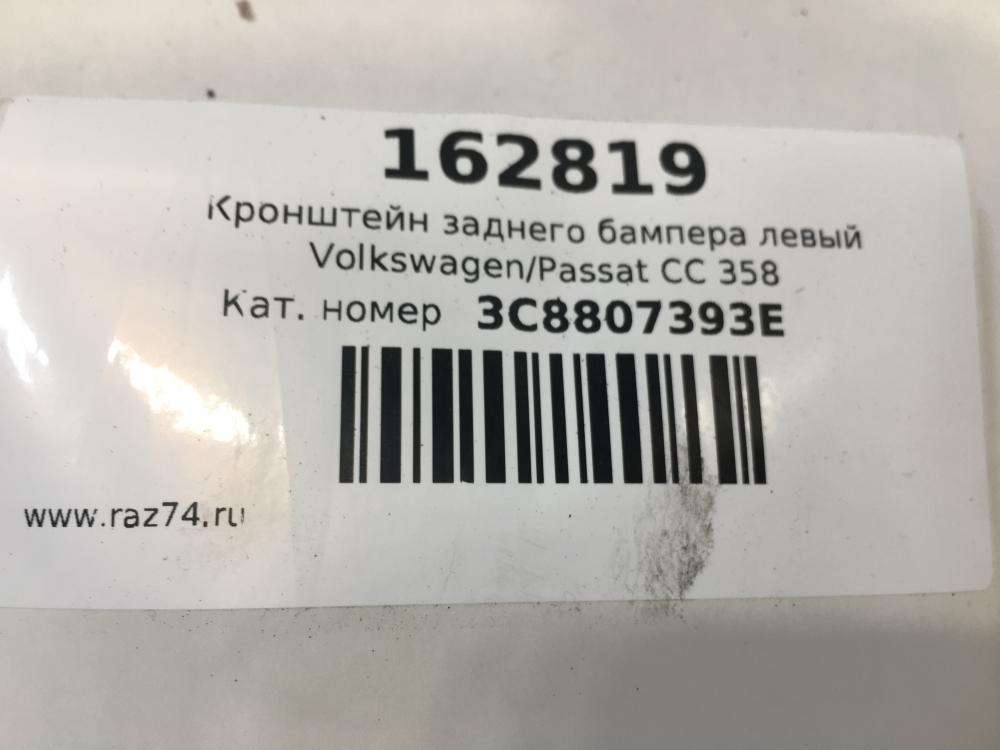 162819
Кронштейн заднего бампера левый
Volkswagen/Passat CC 358
Кат. номер 3C8807393E
www.raz74.ru